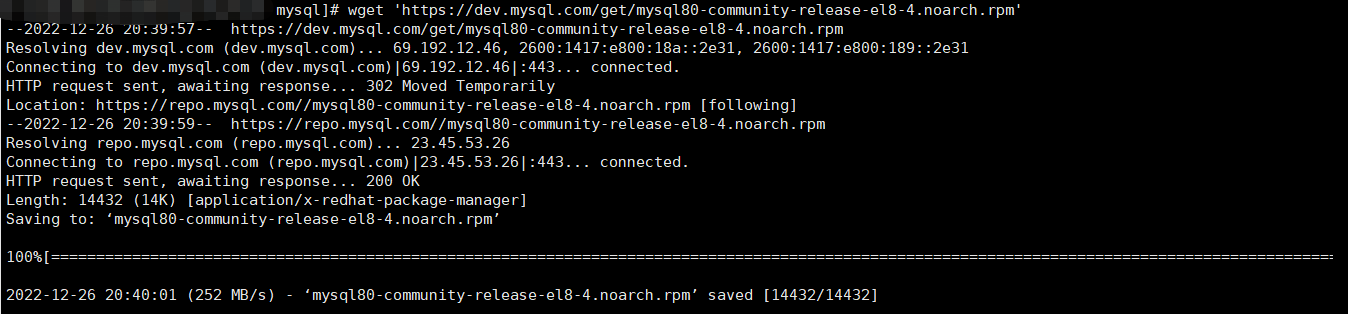 mysql]# wget 'https://dev.mysql.com/get/mysql80-community-release-el8-4.noarch.rpm'
--2022-12-26 20:39:57-- https://dev.mysql.com/get/mysql80-community-release-el8-4.noarch.rpm
Resolving dev.mysql.com (dev.mysql.com)... 69.192.12.46, 2600:1417:e800:18a::2e31, 2600:1417:e800:189::2e31
Connecting to dev.mysql.com (dev.mysql.com)|69.192.12.46|:443... connected.
HTTP request sent, awaiting response... 302 Moved Temporarily
Location: https://repo.mysql.com//mysql80-community-release-el8-4.noarch.rpm [following]
--2022-12-26 20:39:59-- https://repo.mysql.com//mysql80-community-release-el8-4.noarch.rpm
Resolving repo.mysql.com (repo.mysql.com)... 23.45.53.26
Connecting to repo.mysql.com (repo.mysql.com)|23.45.53.26|:443... connected.
HTTP request sent, awaiting response... 200 OK
Length: 14432 (14K) [application/x-redhat-package-manager]
Saving to: ‘mysql80-community-release-el8-4.noarch.rpm’
100%[==============================================================================================================================================
2022-12-26 20:40:01 (252 MB/s) - ‘mysql80-community-release-el8-4.noarch.rpm’ saved [14432/14432]